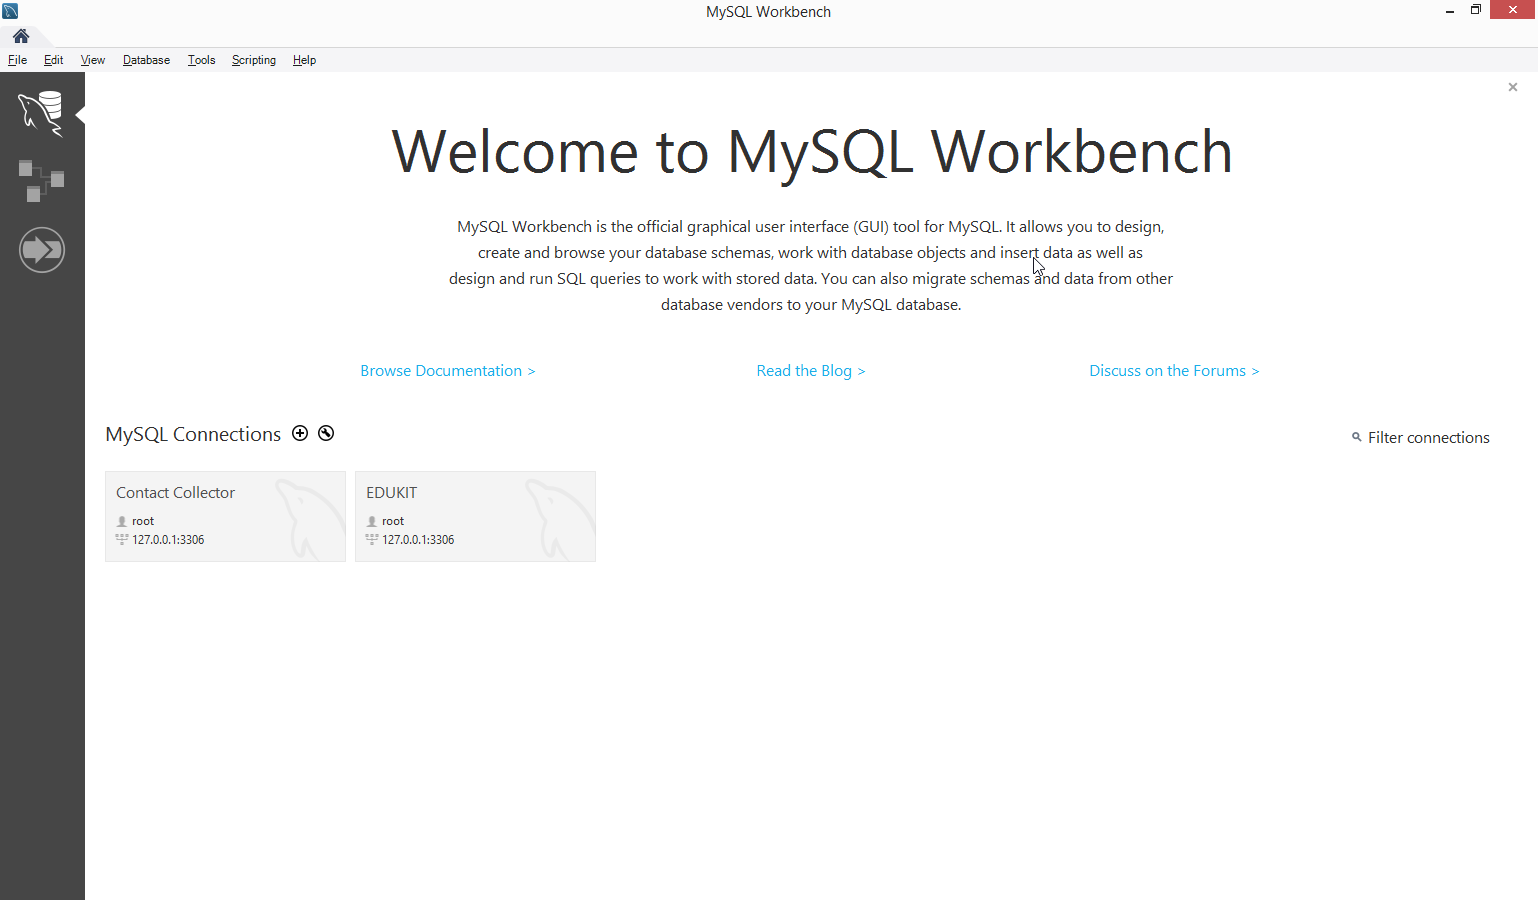 MySQL Workbench
File Edit View Database Tools Scripting Help
Welcome to MySQL Workbench
MySQL Workbench is the official graphical user interface (GUI) tool for MySQL. It allows you to design,
create and browse your database schemas, work with database objects and insert data as well as
design and run SQL queries to work with stored data. You can also migrate schemas and data from other
database vendors to your MySQL database.
Browse Documentation > Read the Blog > Discuss on the Forums >
MySQL Connections
Filter connections
Contact Collector
root
127.0.0.1:3306
EDUKIT
root
127.0.0.1:3306